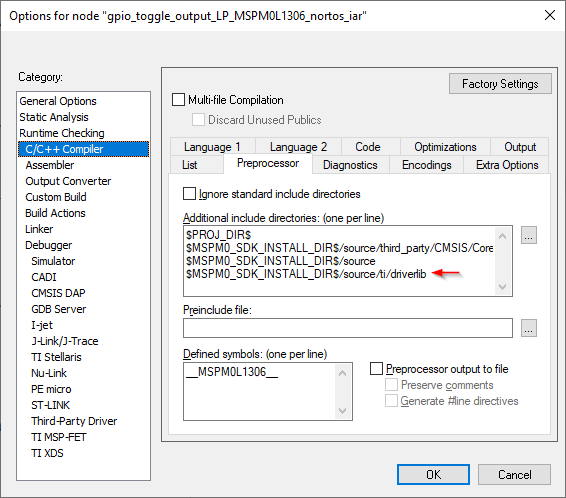 Options for node "gpio_toggle_output_LP_MSPM0L1306_nortos_iar"
Category:
General Options
Static Analysis
Runtime Checking
C/C++ Compiler
Assembler
Output Converter
Custom Build
Build Actions
Linker
Debugger
Simulator
CADI
CMSIS DAP
GDB Server
I-jet
J-Link/J-Trace
TI Stellaris
Nu-Link
PE micro
ST-LINK
Third-Party Driver
TI MSP-FET
TI XDS
Factory Settings
Multi-file Compilation
Discard Unused Publics
Language 1 Language 2 Code Optimizations Output
List Preprocessor Diagnostics Encodings Extra Options
Ignore standard include directories
Additional include directories: (one per line)
$PROJ_DIR$
$MSPM0_SDK_INSTALL_DIR$/source/third_party/CMSIS/Core
$MSPM0_SDK_INSTALL_DIR$/source
$MSPM0_SDK_INSTALL_DIR$/source/ti/driverlib
...
Preinclude file:
...
Defined symbols: (one per line)
__MSPM0L1306__
Preprocessor output to file
Preserve comments
Generate #line directives
OK Cancel